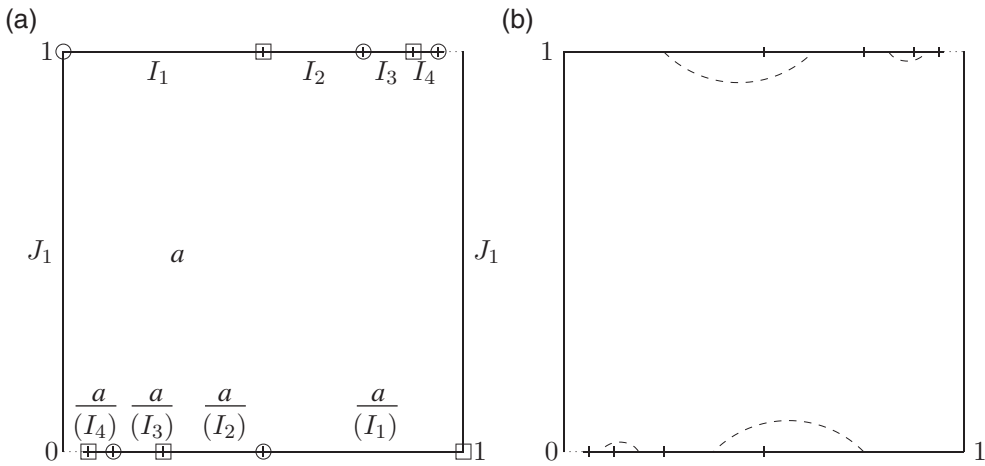 (a) (b)
1 1
I₁ I₂ I₃ I₄
J₁ a J₁
a a a a
(I₄) (I₃) (I₂) (I₁)
0 1 0 1